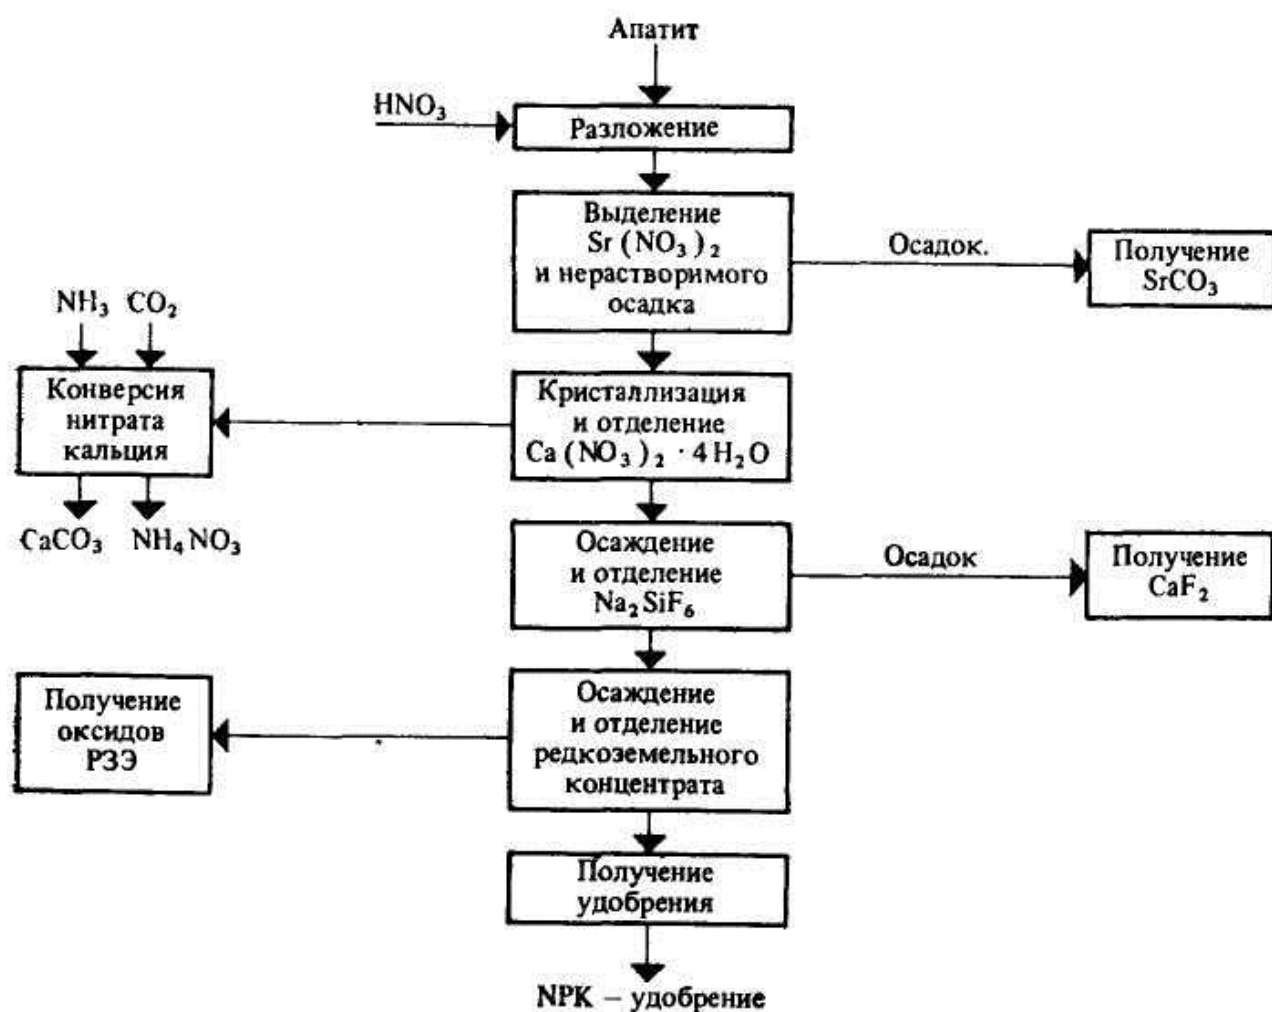 Апатит
HNO₃
Разложение
Выделение
Sr (NO₃)₂
и нерастворимого
осадка
Осадок.
Получение
SrCO₃
NH₃ CO₂
Конверсия
нитрата
кальция
CaCO₃ NH₄NO₃
Кристаллизация
и отделение
Ca (NO₃)₂ · 4H₂O
Осаждение
и отделение
Na₂SiF₆
Осадок
Получение
CaF₂
Получение
оксидов
РЗЭ
Осаждение
и отделение
редкоземельного
концентрата
Получение
удобрения
NPK – удобрение